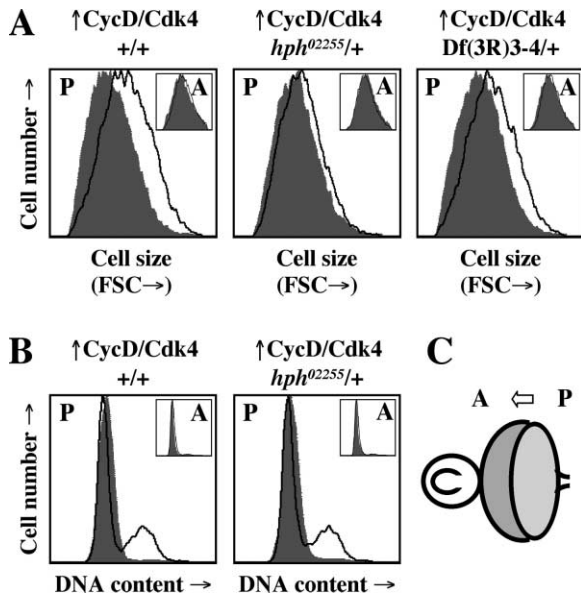 A
↑CycD/Cdk4 ↑CycD/Cdk4 ↑CycD/Cdk4
+/+ hph⁰²²⁵⁵/+ Df(3R)3-4/+
P A P A P A
Cell number →
Cell size Cell size Cell size
(FSC→) (FSC→) (FSC→)
B
↑CycD/Cdk4 ↑CycD/Cdk4
+/+ hph⁰²²⁵⁵/+
P A P A
Cell number →
DNA content → DNA content →
C
A ⇦ P